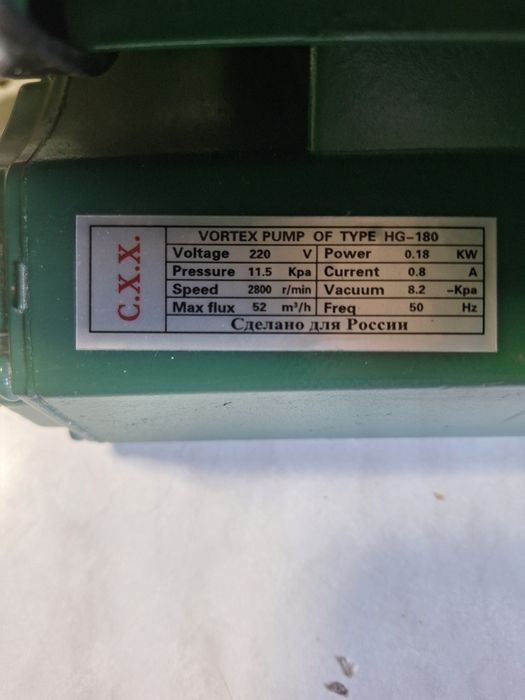 C.X.X.
VORTEX PUMP OF TYPE HG-180
Voltage 220 V Power 0.18 KW
Pressure 11.5 Kpa Current 0.8 A
Speed 2800 r/min Vacuum 8.2 -Kpa
Max flux 52 m³/h Freq 50 Hz
Сделано для России